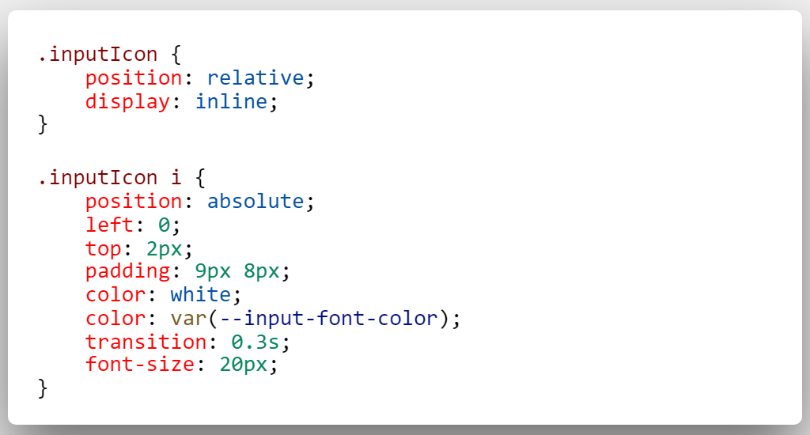 .inputIcon {
    position: relative;
    display: inline;
}

.inputIcon i {
    position: absolute;
    left: 0;
    top: 2px;
    padding: 9px 8px;
    color: white;
    color: var(--input-font-color);
    transition: 0.3s;
    font-size: 20px;
}